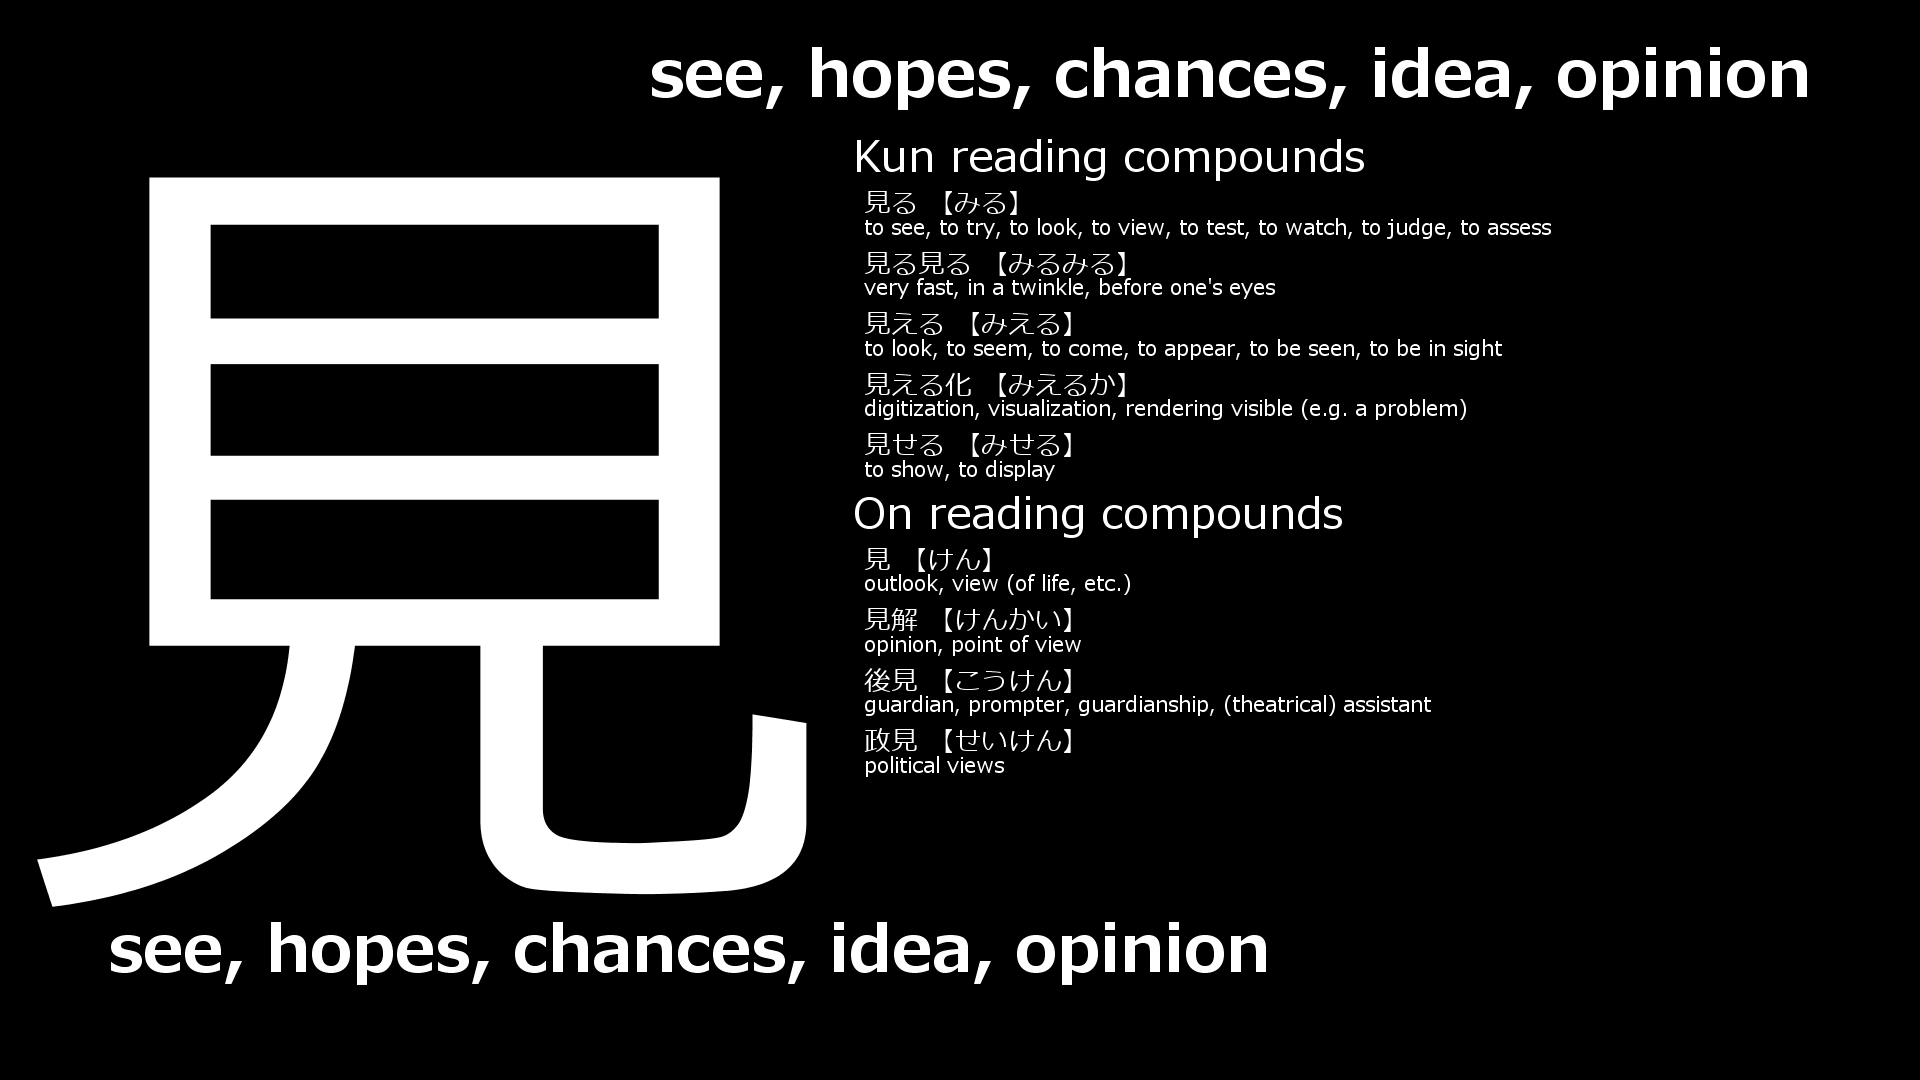 see, hopes, chances, idea, opinion
見
Kun reading compounds
見る 【みる】
to see, to try, to look, to view, to test, to watch, to judge, to assess
見る見る 【みるみる】
very fast, in a twinkle, before one's eyes
見える 【みえる】
to look, to seem, to come, to appear, to be seen, to be in sight
見える化 【みえるか】
digitization, visualization, rendering visible (e.g. a problem)
見せる 【みせる】
to show, to display
On reading compounds
見 【けん】
outlook, view (of life, etc.)
見解 【けんかい】
opinion, point of view
後見 【こうけん】
guardian, prompter, guardianship, (theatrical) assistant
政見 【せいけん】
political views
see, hopes, chances, idea, opinion